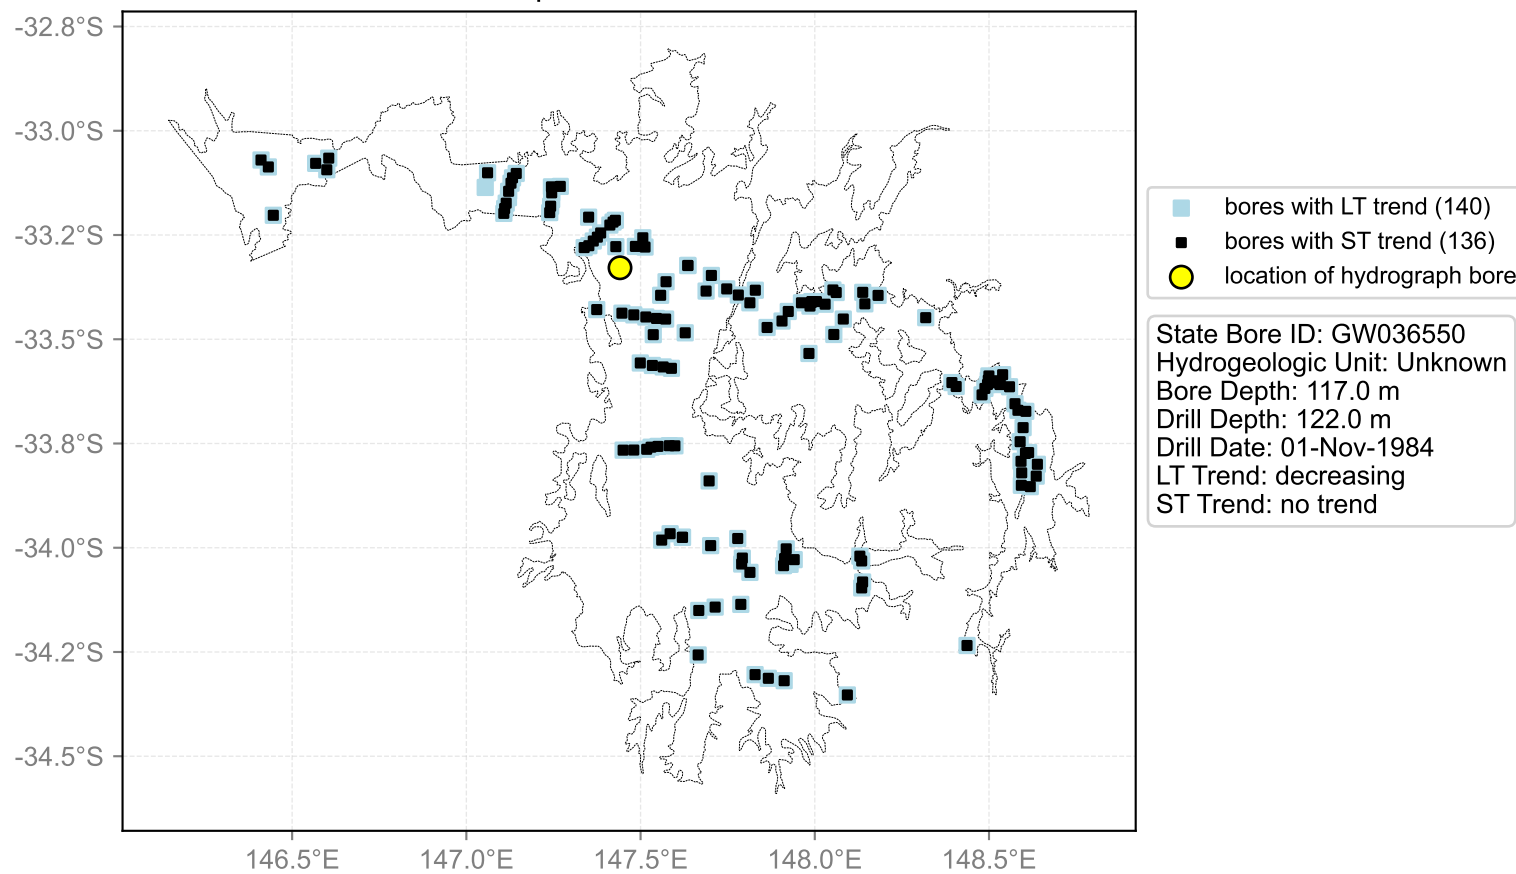 -32.8°S
-33.0°S
-33.2°S
-33.5°S
-33.8°S
-34.0°S
-34.2°S
-34.5°S
146.5°E
147.0°E
147.5°E
148.0°E
148.5°E
bores with LT trend (140)
bores with ST trend (136)
location of hydrograph bore
State Bore ID: GW036550
Hydrogeologic Unit: Unknown
Bore Depth: 117.0 m
Drill Depth: 122.0 m
Drill Date: 01-Nov-1984
LT Trend: decreasing
ST Trend: no trend